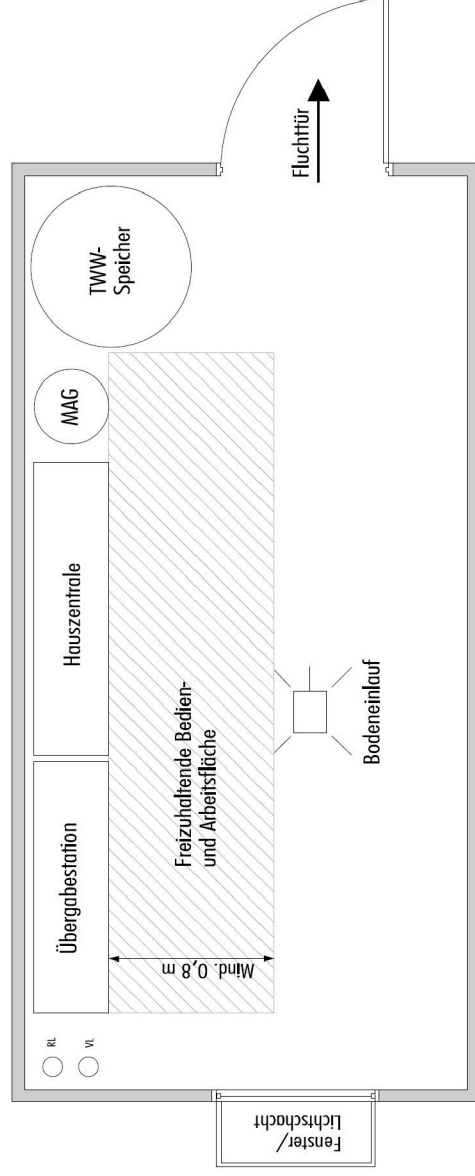 RL
VL
Übergabestation
Hauszentrale
MAG
TWW-
Speicher
Freizuhaltende Bedien-
und Arbeitsfläche
Mind. 0,8 m
Bodeneinlauf
Fluchttür
Fenster/
Lichtschacht